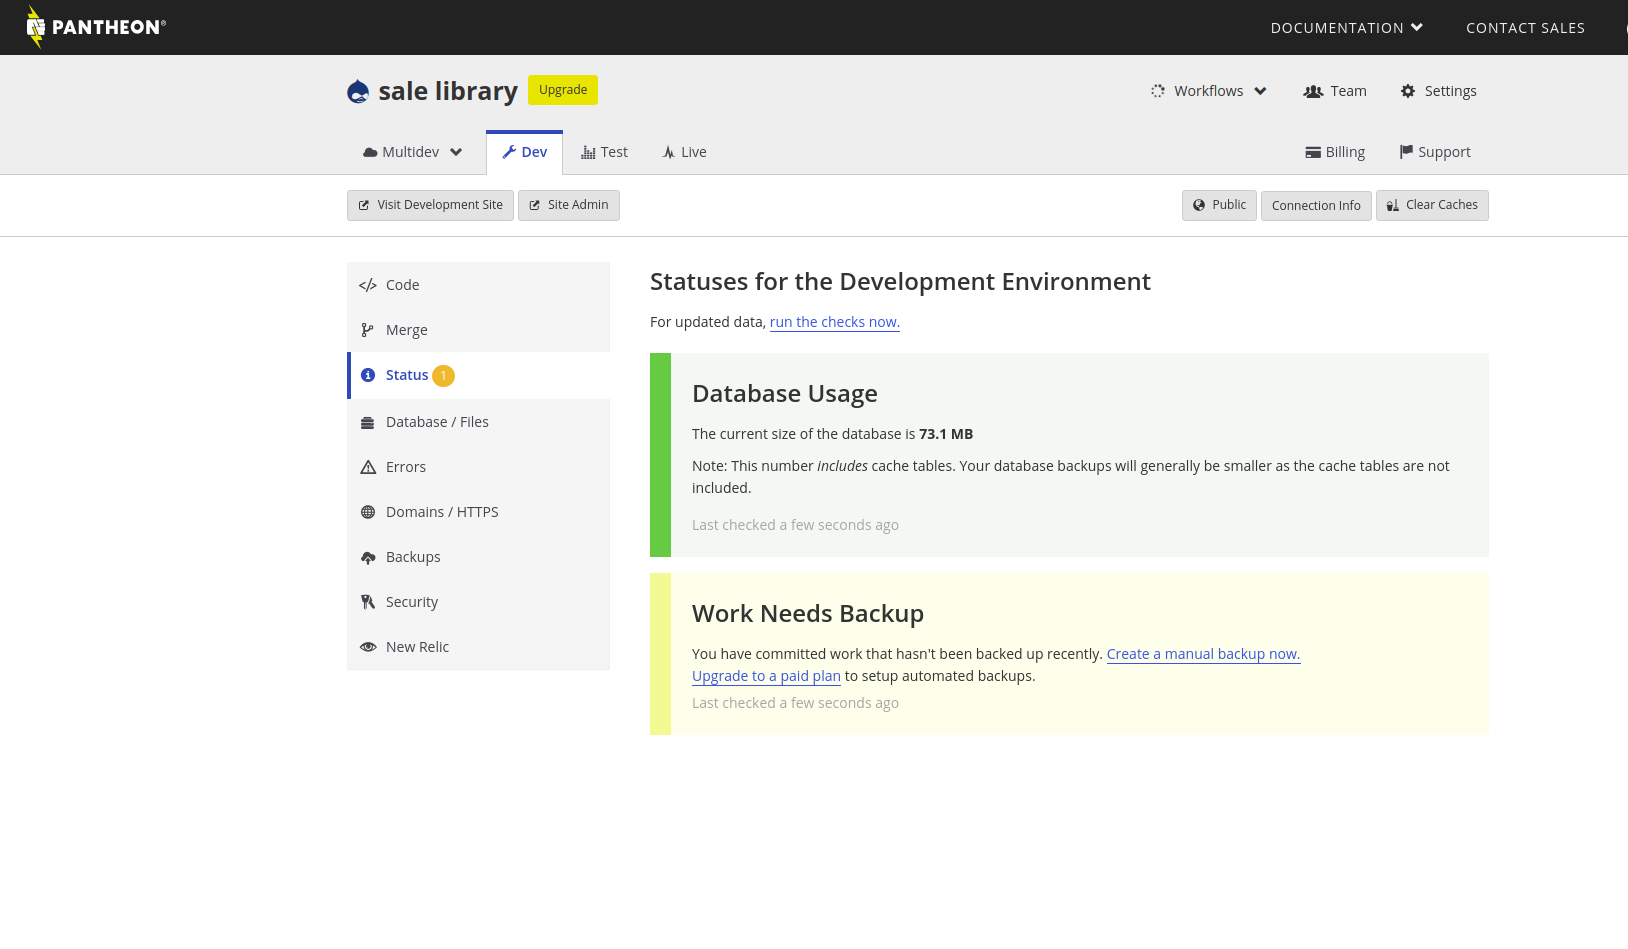 PANTHEON®
DOCUMENTATION
CONTACT SALES
sale library
Upgrade
Workflows
Team
Settings
Multidev
Dev
Test
Live
Billing
Support
Visit Development Site
Site Admin
Public
Connection Info
Clear Caches
</> Code
Merge
Status 1
Database / Files
Errors
Domains / HTTPS
Backups
Security
New Relic
Statuses for the Development Environment
For updated data, run the checks now.
Database Usage
The current size of the database is 73.1 MB
Note: This number includes cache tables. Your database backups will generally be smaller as the cache tables are not
included.
Last checked a few seconds ago
Work Needs Backup
You have committed work that hasn't been backed up recently. Create a manual backup now.
Upgrade to a paid plan to setup automated backups.
Last checked a few seconds ago